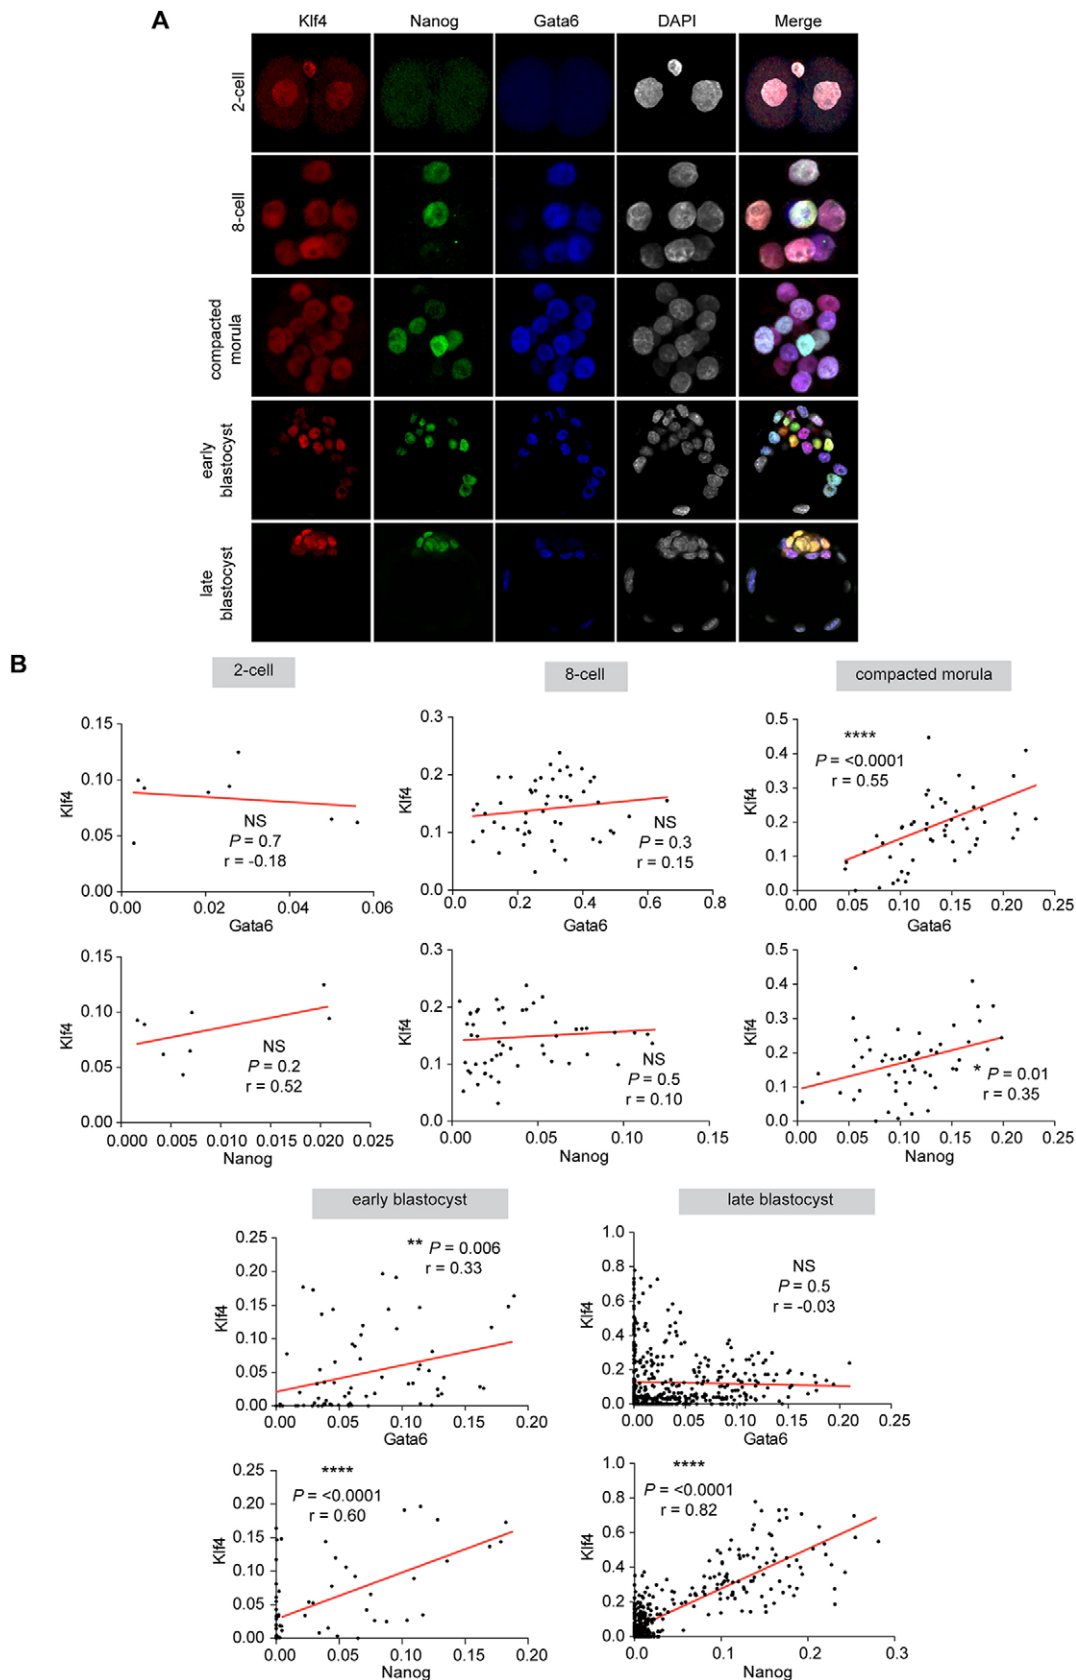 A
Klf4 Nanog Gata6 DAPI Merge
2-cell
8-cell
compacted
morula
early
blastocyst
late
blastocyst
B
2-cell
8-cell
compacted morula
0.15
0.10
0.05
0.00
Klf4
NS
P = 0.7
r = -0.18
0.00 0.02 0.04 0.06
Gata6
0.3
0.2
0.1
0.0
Klf4
NS
P = 0.3
r = 0.15
0.0 0.2 0.4 0.6 0.8
Gata6
0.5
0.4
0.3
0.2
0.1
0.0
Klf4
****
P = <0.0001
r = 0.55
0.00 0.05 0.10 0.15 0.20 0.25
Gata6
0.15
0.10
0.05
0.00
Klf4
NS
P = 0.2
r = 0.52
0.000 0.005 0.010 0.015 0.020 0.025
Nanog
0.3
0.2
0.1
0.0
Klf4
NS
P = 0.5
r = 0.10
0.00 0.05 0.10 0.15
Nanog
0.5
0.4
0.3
0.2
0.1
0.0
Klf4
* P = 0.01
r = 0.35
0.00 0.05 0.10 0.15 0.20 0.25
Nanog
early blastocyst
late blastocyst
0.25
0.20
0.15
0.10
0.05
0.00
Klf4
** P = 0.006
r = 0.33
0.00 0.05 0.10 0.15 0.20
Gata6
1.0
0.8
0.6
0.4
0.2
0.0
Klf4
NS
P = 0.5
r = -0.03
0.00 0.05 0.10 0.15 0.20 0.25
Gata6
0.25
0.20
0.15
0.10
0.05
0.00
Klf4
****
P = <0.0001
r = 0.60
0.00 0.05 0.10 0.15 0.20
Nanog
1.0
0.8
0.6
0.4
0.2
0.0
Klf4
****
P = <0.0001
r = 0.82
0.0 0.1 0.2 0.3
Nanog